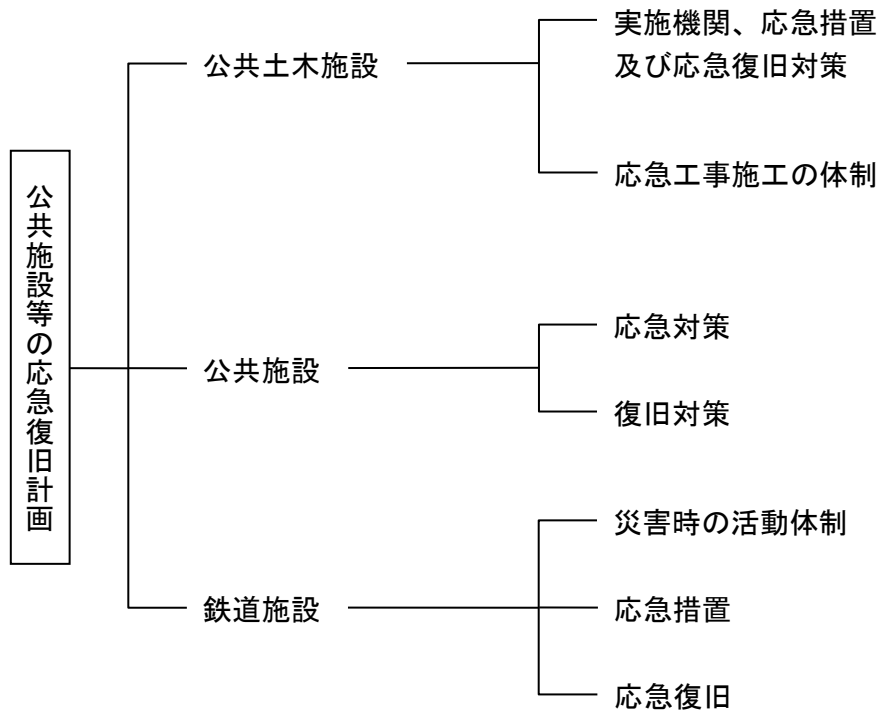 公共施設等の応急復旧計画
公共土木施設
実施機関、応急措置
及び応急復旧対策
応急工事施工の体制
公共施設
応急対策
復旧対策
鉄道施設
災害時の活動体制
応急措置
応急復旧